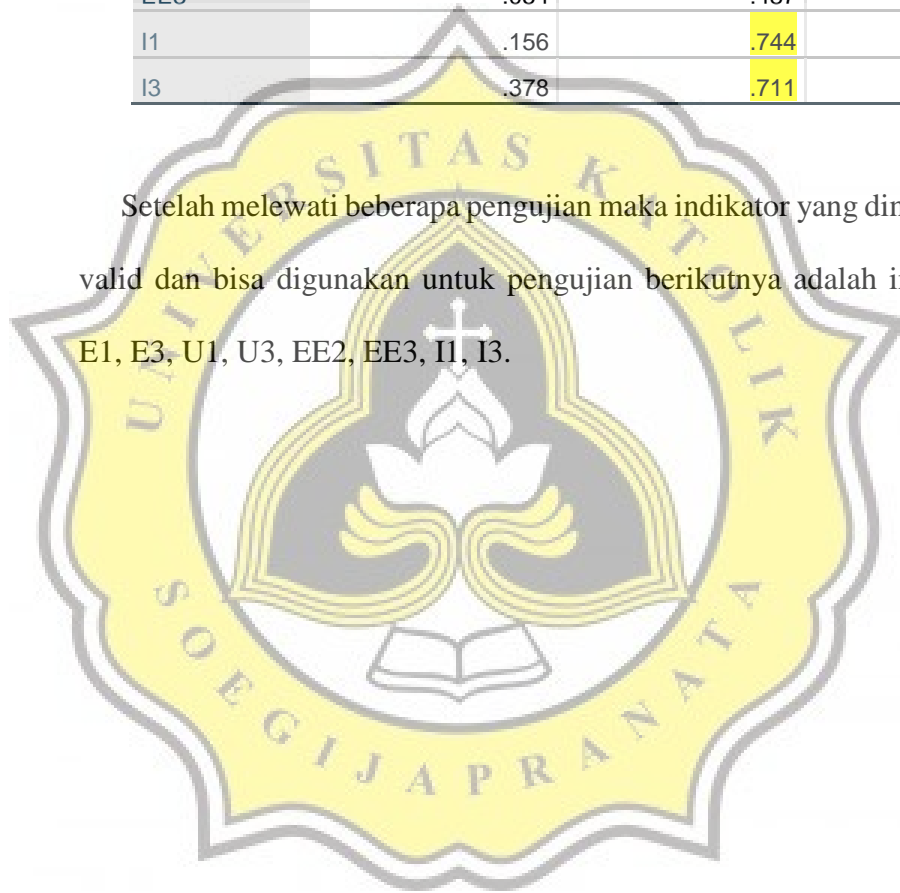 I1 .156 .744
I3 .378 .711
UNIVERSITAS KATOLIK
Setelah melewati beberapa pengujian maka indikator yang
valid dan bisa digunakan untuk pengujian berikutnya adalah
E1, E3, U1, U3, EE2, EE3, I1, I3.
SOEGIJAPRANATA